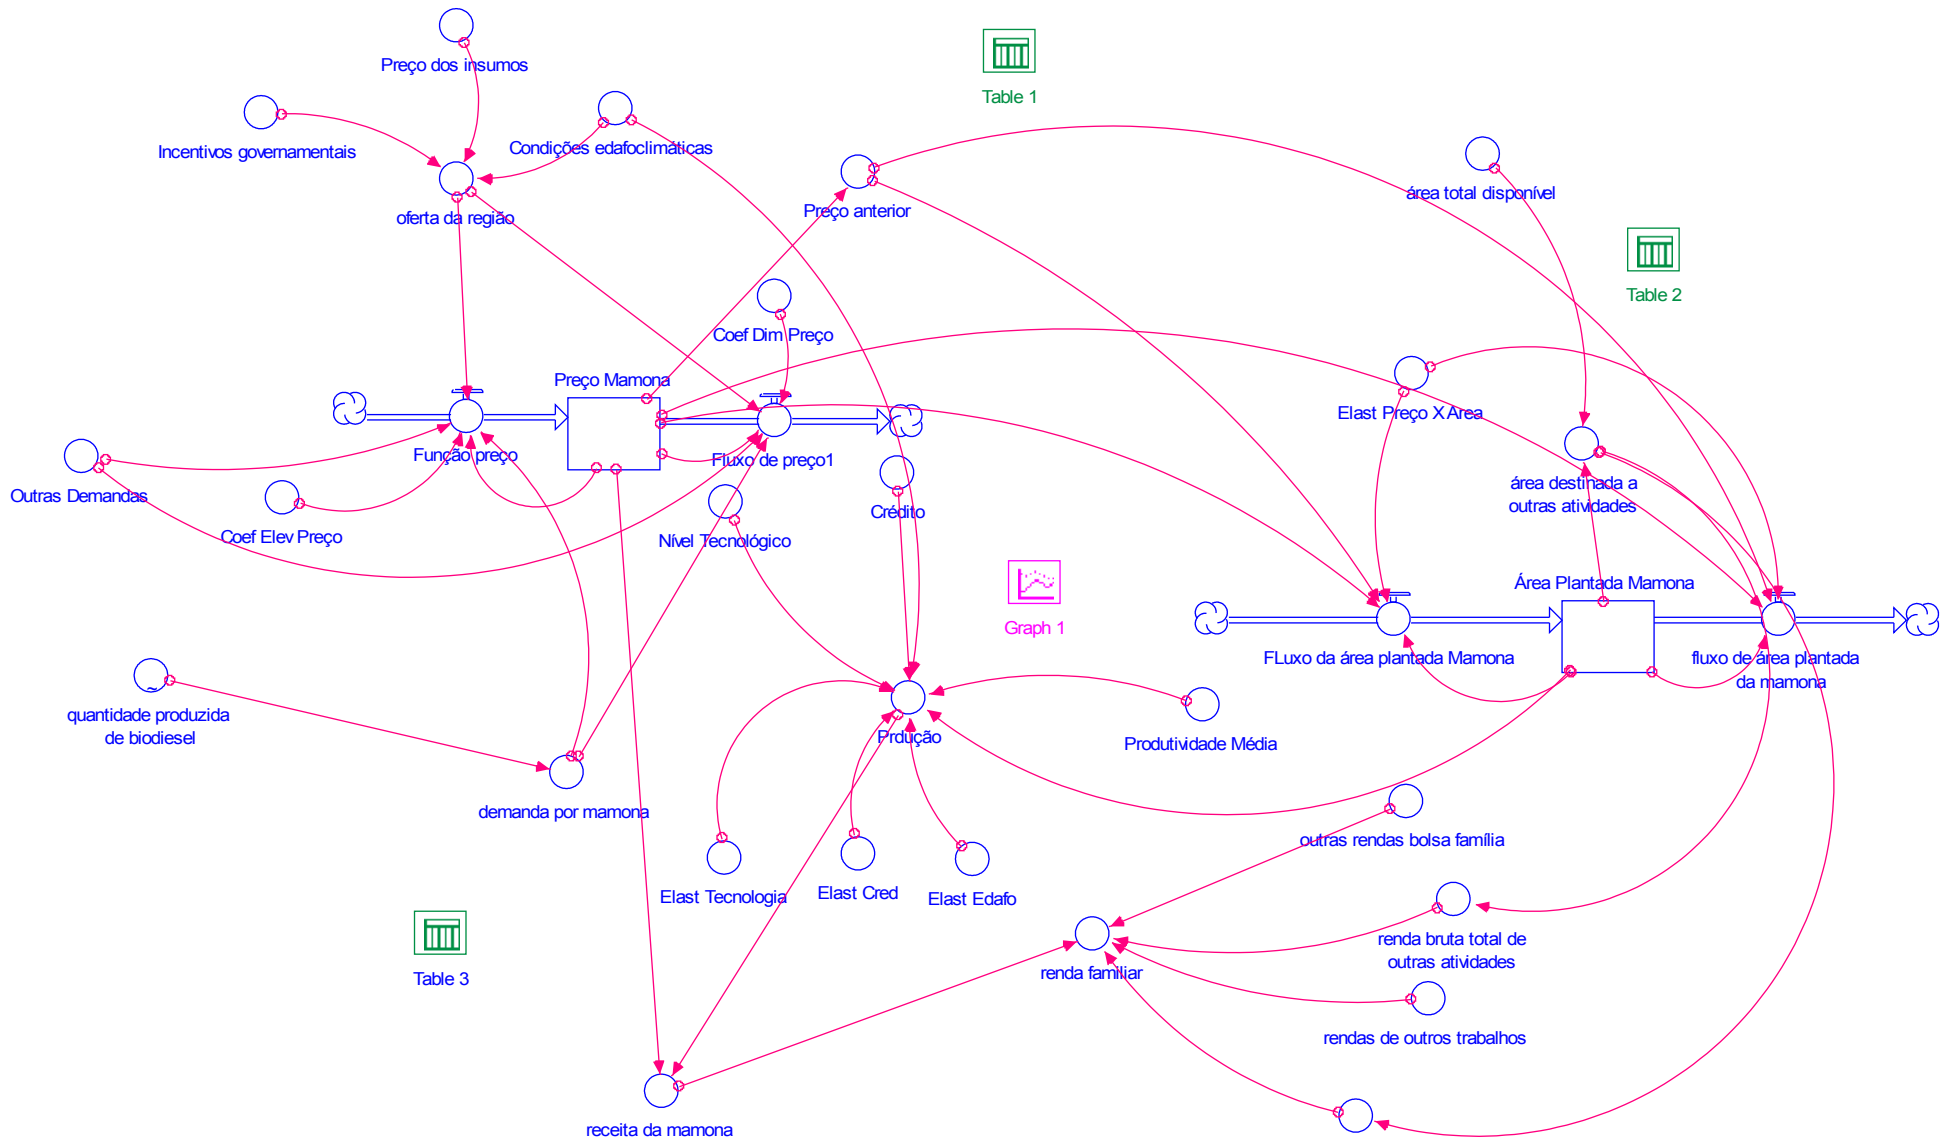 Preço dos insumos
Table 1
Incentivos governamentais
Condições edafoclimáticas
área total disponível
oferta da região
Preço anterior
Table 2
Coef Dim Preço
Preço Mamona
Elast Preço X Area
Função preço
Fluxo de preço1
Outras Demandas
área destinada a
outras atividades
Crédito
Coef Elev Preço
Nível Tecnológico
Área Plantada Mamona
Graph 1
FLuxo da área plantada Mamona
fluxo de área plantada
da mamona
quantidade produzida
de biodiesel
~
Prdução
Produtividade Média
demanda por mamona
outras rendas bolsa família
Elast Tecnologia
Elast Cred
Elast Edafo
renda bruta total de
outras atividades
Table 3
renda familiar
rendas de outros trabalhos
receita da mamona